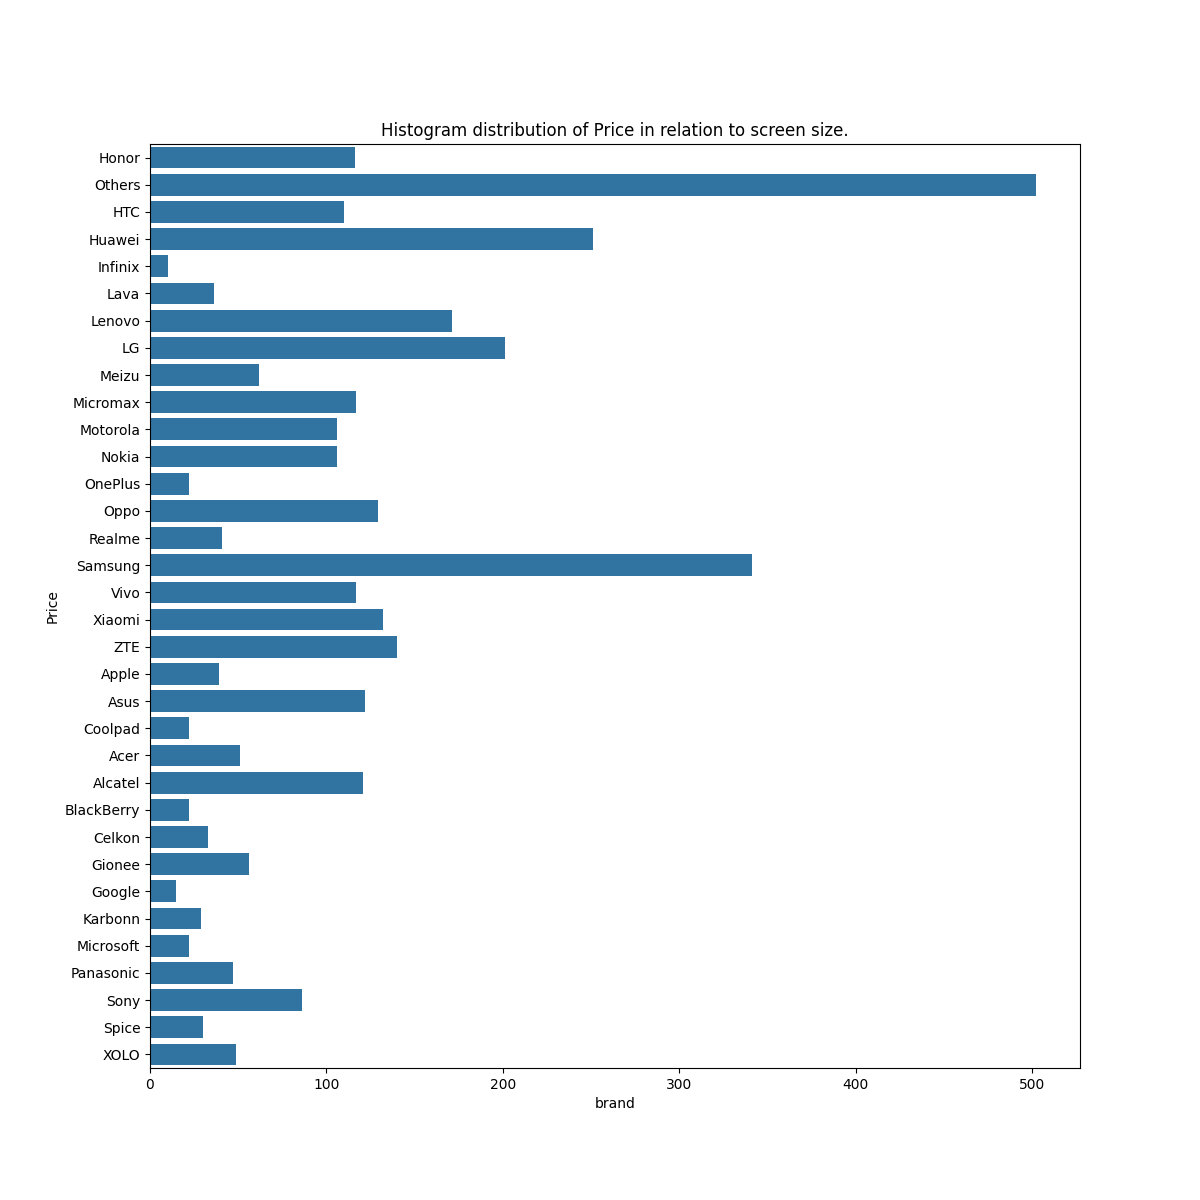 Histogram distribution of Price in relation to screen size.
Honor
Others
HTC
Huawei
Infinix
Lava
Lenovo
LG
Meizu
Micromax
Motorola
Nokia
OnePlus
Oppo
Realme
Samsung
Vivo
Xiaomi
ZTE
Apple
Asus
Coolpad
Acer
Alcatel
BlackBerry
Celkon
Gionee
Google
Karbonn
Microsoft
Panasonic
Sony
Spice
XOLO
Price
0 100 200 300 400 500
brand